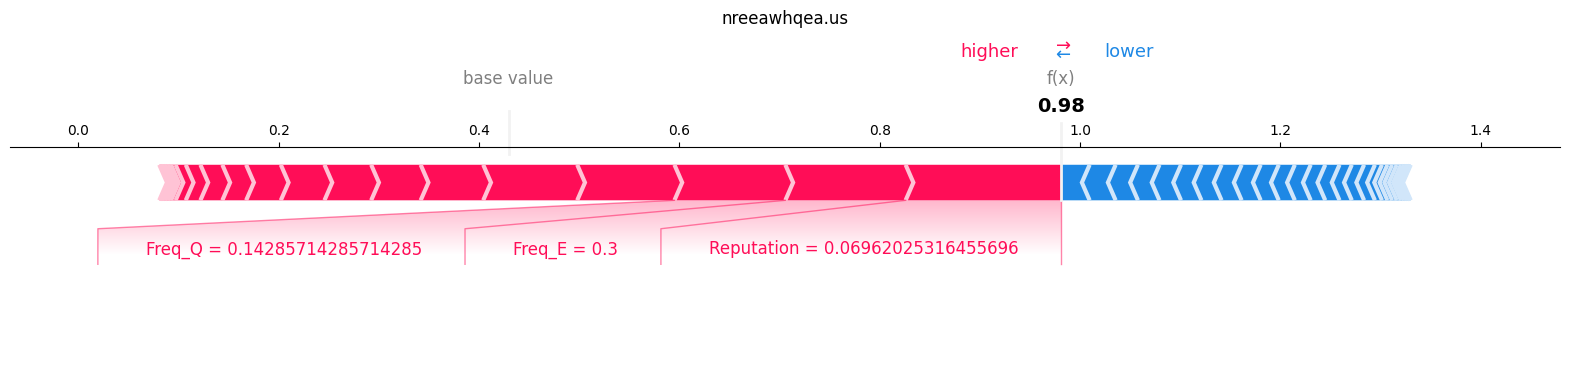 nreeawhqea.us
higher ⇄ lower
base value f(x)
0.98
0.0 0.2 0.4 0.6 0.8 1.0 1.2 1.4
Freq_Q = 0.14285714285714285 Freq_E = 0.3 Reputation = 0.06962025316455696